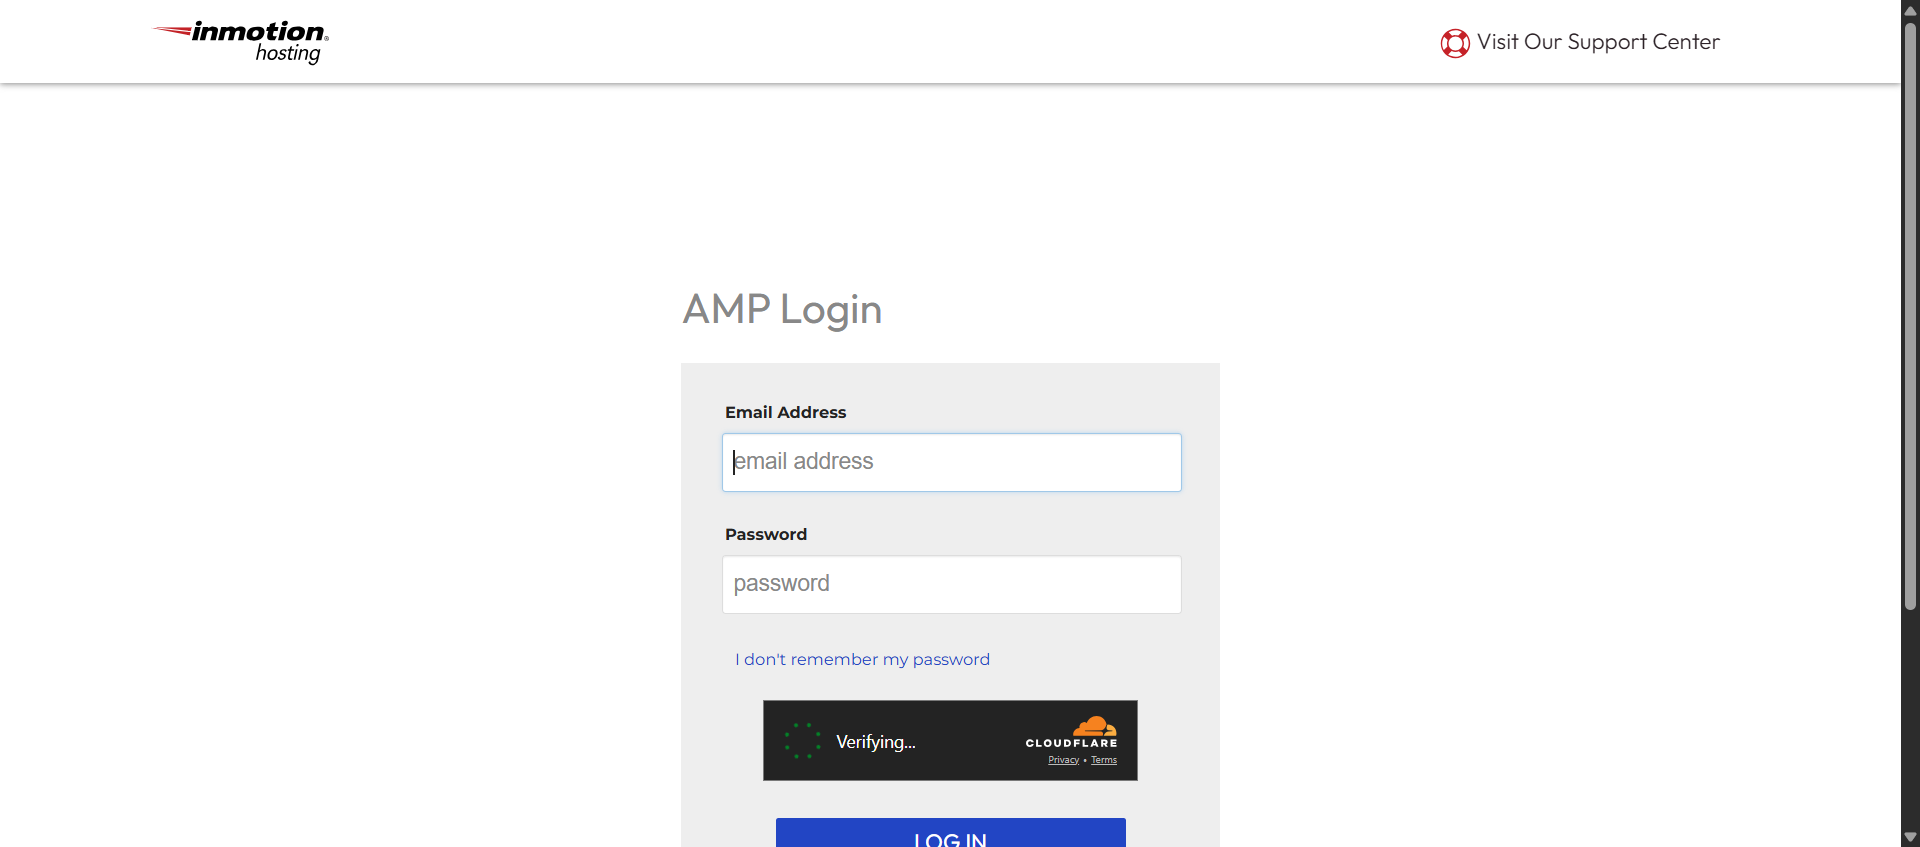 inmotion
hosting
Visit Our Support Center
AMP Login
Email Address
email address
Password
password
I don't remember my password
Verifying...
CLOUDFLARE
Privacy • Terms
LOG IN